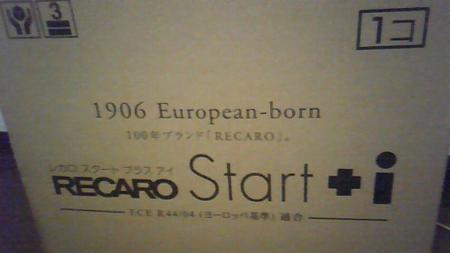 3
1コ
1906 European-born
100年ブランド「RECARO」。
レカロ スタート プラス アイ
RECARO Start +i
ECE R44/04 (ヨーロッパ基準) 適合